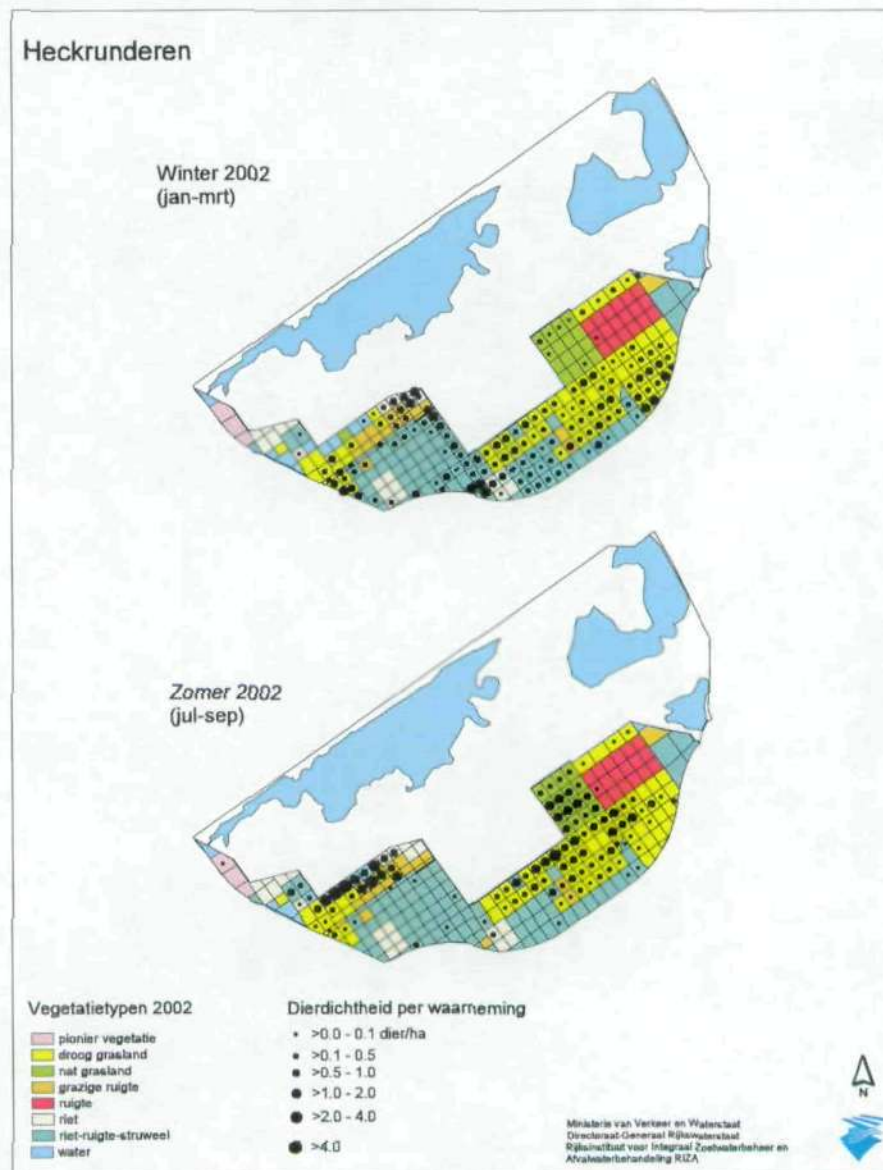 Heckrunderen
Winter 2002
(jan-mrt)
Zomer 2002
(jul-sep)
Vegetatietypen 2002
pionier vegetatie
droog grasland
nat grasland
grazige ruigte
ruigte
riet
riet-ruigte-struweel
water
Dierdichtheid per waarneming
>0.0 - 0.1 dier/ha
>0.1 - 0.5
>0.5 - 1.0
>1.0 - 2.0
>2.0 - 4.0
>4.0
N
Ministerie van Verkeer en Waterstaat
Directoraat-Generaal Rijkswaterstaat
Rijksinstituut voor Integraal Zoetwaterbeheer en
Afvalwaterbehandeling RIZA